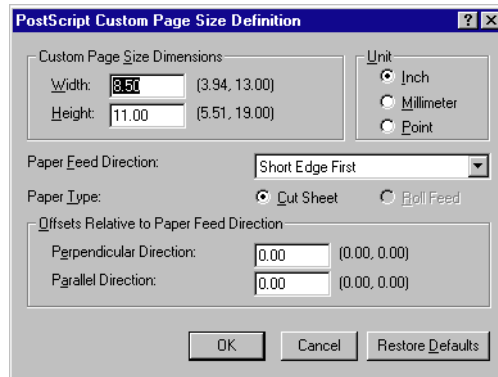 PostScript Custom Page Size Definition
Custom Page Size Dimensions
Width: 8.50 (3.94, 13.00)
Height: 11.00 (5.51, 19.00)
Unit
Inch
Millimeter
Point
Paper Feed Direction: Short Edge First
Paper Type: Cut Sheet Roll Feed
Offsets Relative to Paper Feed Direction
Perpendicular Direction: 0.00 (0.00, 0.00)
Parallel Direction: 0.00 (0.00, 0.00)
OK Cancel Restore Defaults